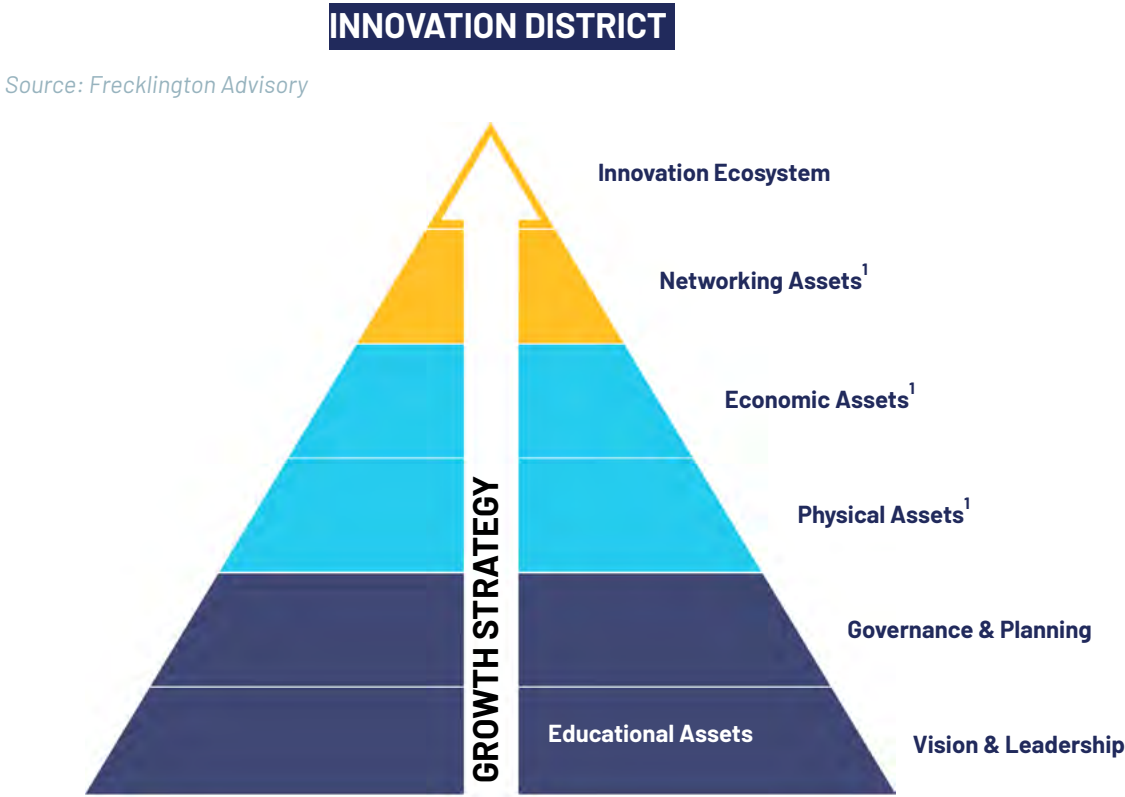 INNOVATION DISTRICT
Source: Frecklington Advisory
Innovation Ecosystem
Networking Assets¹
Economic Assets¹
Physical Assets¹
Governance & Planning
GROWTH STRATEGY
Educational Assets
Vision & Leadership